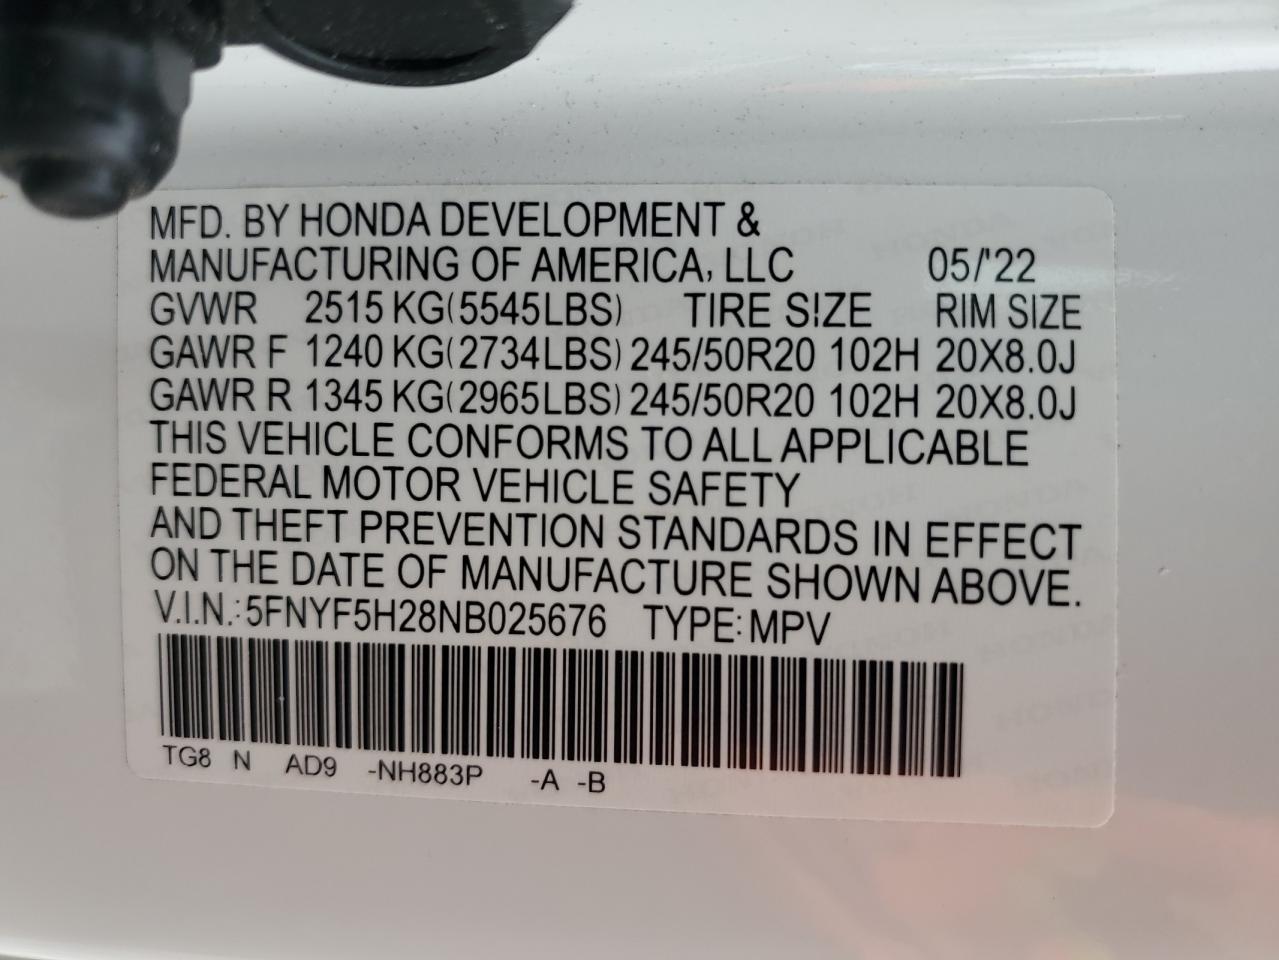 MFD. BY HONDA DEVELOPMENT &
MANUFACTURING OF AMERICA, LLC 05/'22
GVWR 2515 KG(5545LBS) TIRE SIZE RIM SIZE
GAWR F 1240 KG(2734LBS) 245/50R20 102H 20X8.0J
GAWR R 1345 KG(2965LBS) 245/50R20 102H 20X8.0J
THIS VEHICLE CONFORMS TO ALL APPLICABLE
FEDERAL MOTOR VEHICLE SAFETY
AND THEFT PREVENTION STANDARDS IN EFFECT
ON THE DATE OF MANUFACTURE SHOWN ABOVE.
V.I.N.: 5FNYF5H28NB025676 TYPE: MPV
TG8 N AD9 -NH883P -A -B